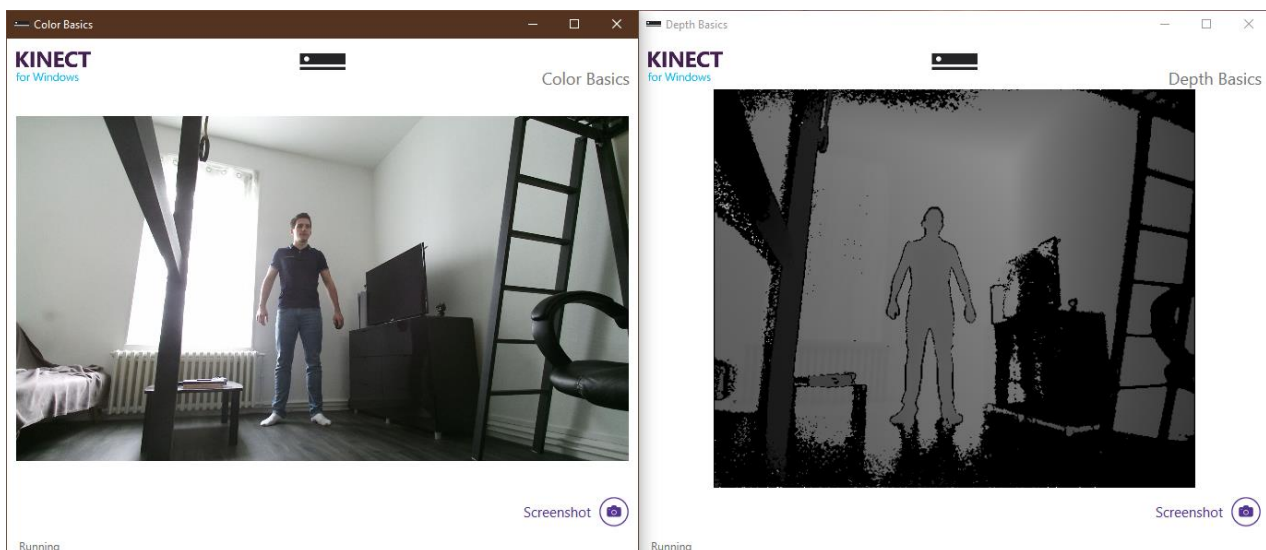 Color Basics
KINECT
for Windows
Color Basics
Screenshot
Running
Depth Basics
KINECT
for Windows
Depth Basics
Screenshot
Running